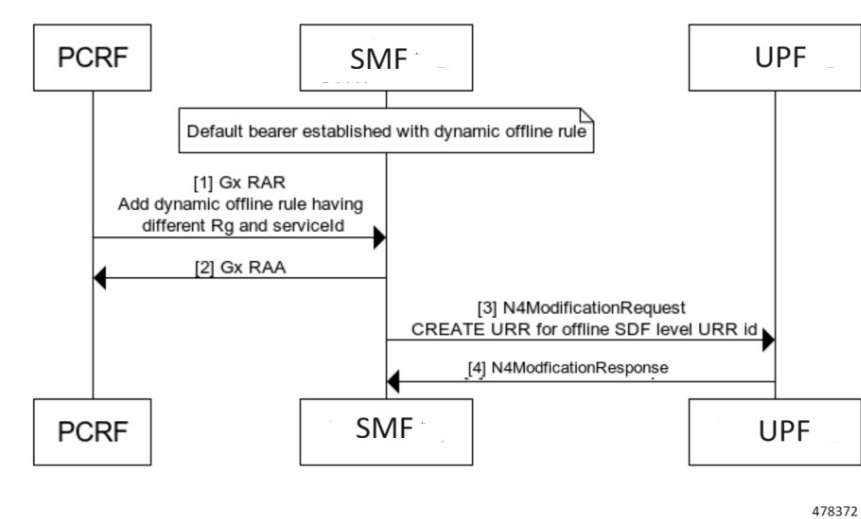 PCRF
SMF
UPF
Default bearer established with dynamic offline rule
[1] Gx RAR
Add dynamic offline rule having
different Rg and serviceId
[2] Gx RAA
[3] N4ModificationRequest
CREATE URR for offline SDF level URR id
[4] N4ModficationResponse
PCRF
SMF
UPF
478372